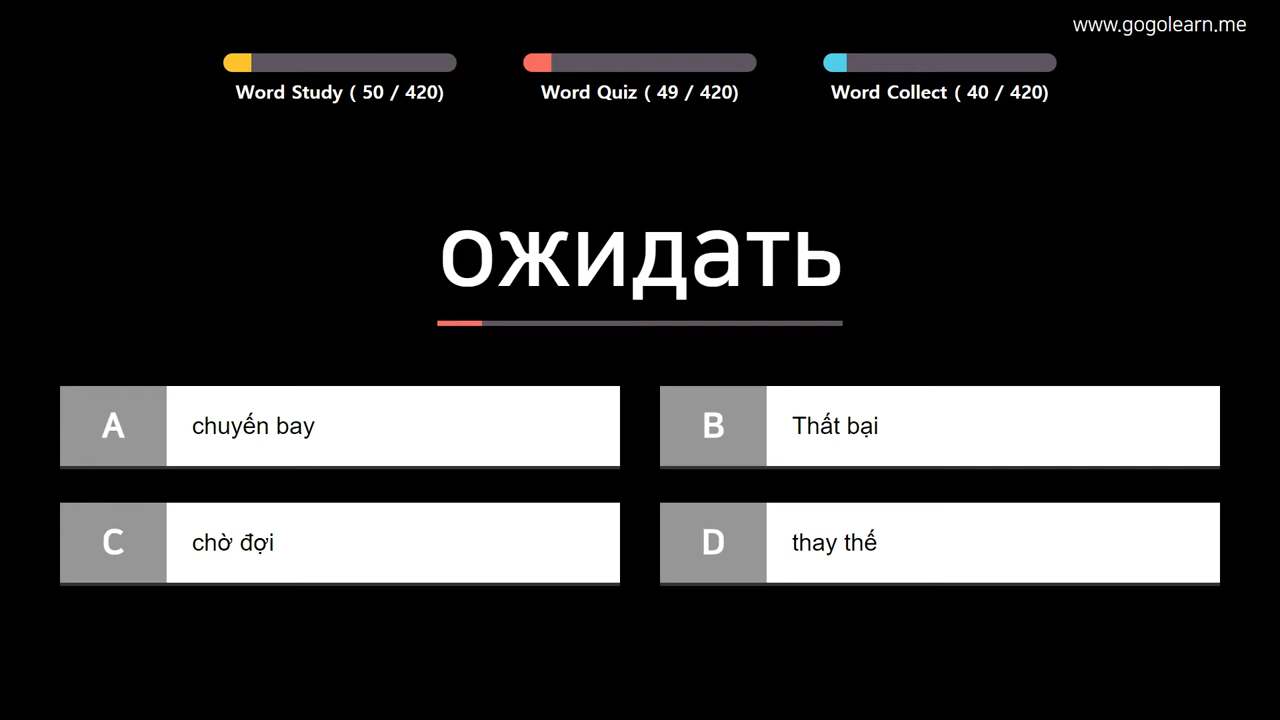 www.gogolearn.me
Word Study ( 50 / 420)
Word Quiz ( 49 / 420)
Word Collect ( 40 / 420)
ожидать
A chuyến bay
B Thất bại
C chờ đợi
D thay thế